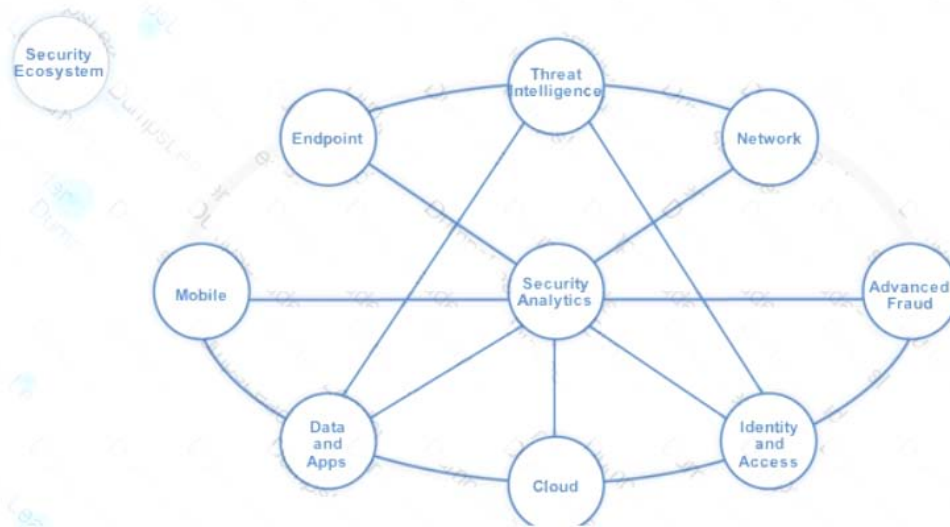 Security
Ecosystem
Threat
Intelligence
Endpoint
Network
Mobile
Security
Analytics
Advanced
Fraud
Data
and
Apps
Identity
and
Access
Cloud